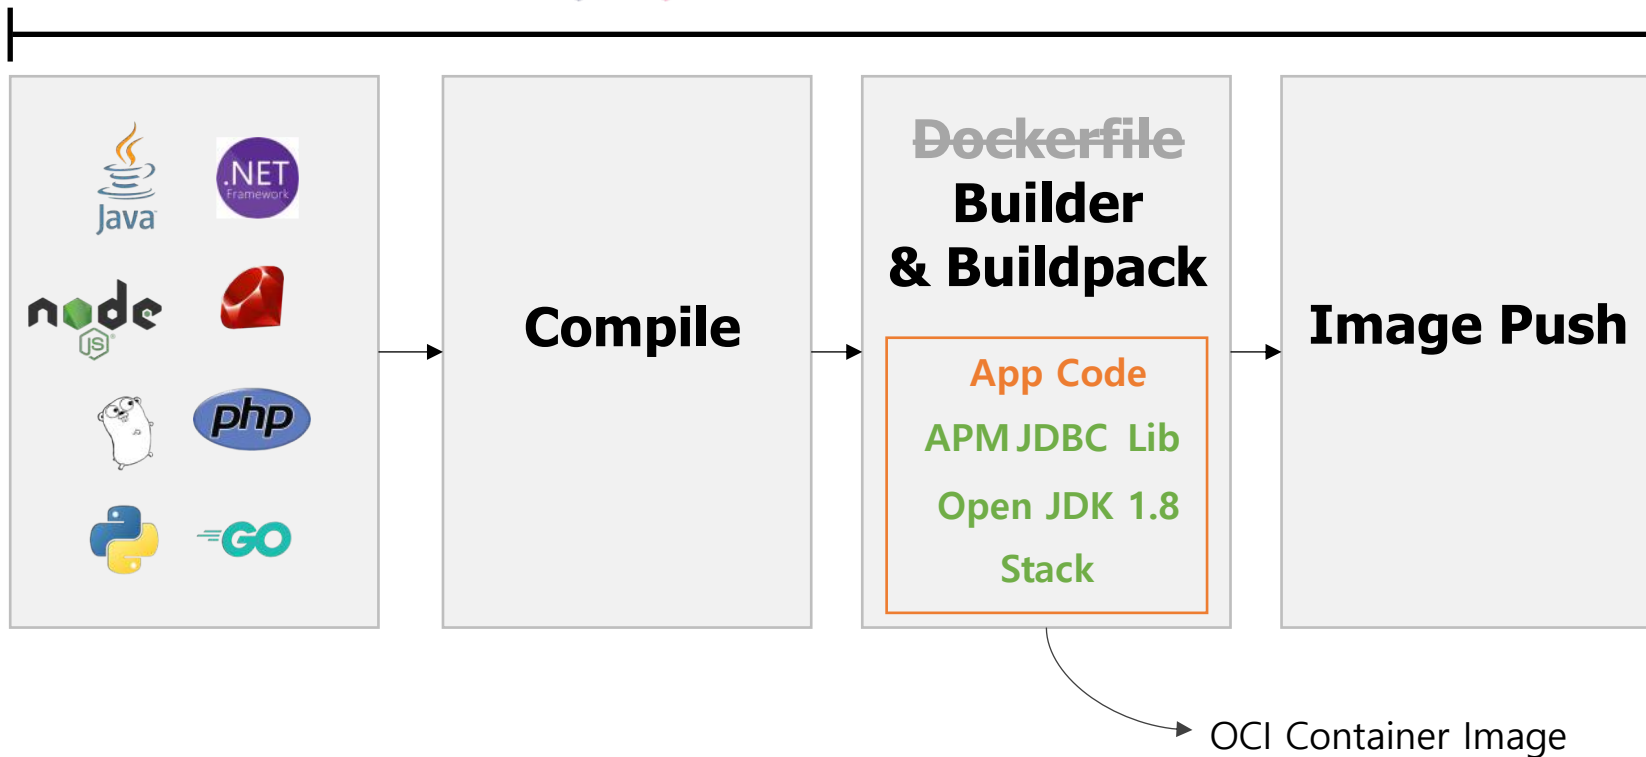 Java
.NET
Framework
node
JS
php
GO
Compile
Dockerfile
Builder
& Buildpack
App Code
APM JDBC Lib
Open JDK 1.8
Stack
Image Push
OCI Container Image